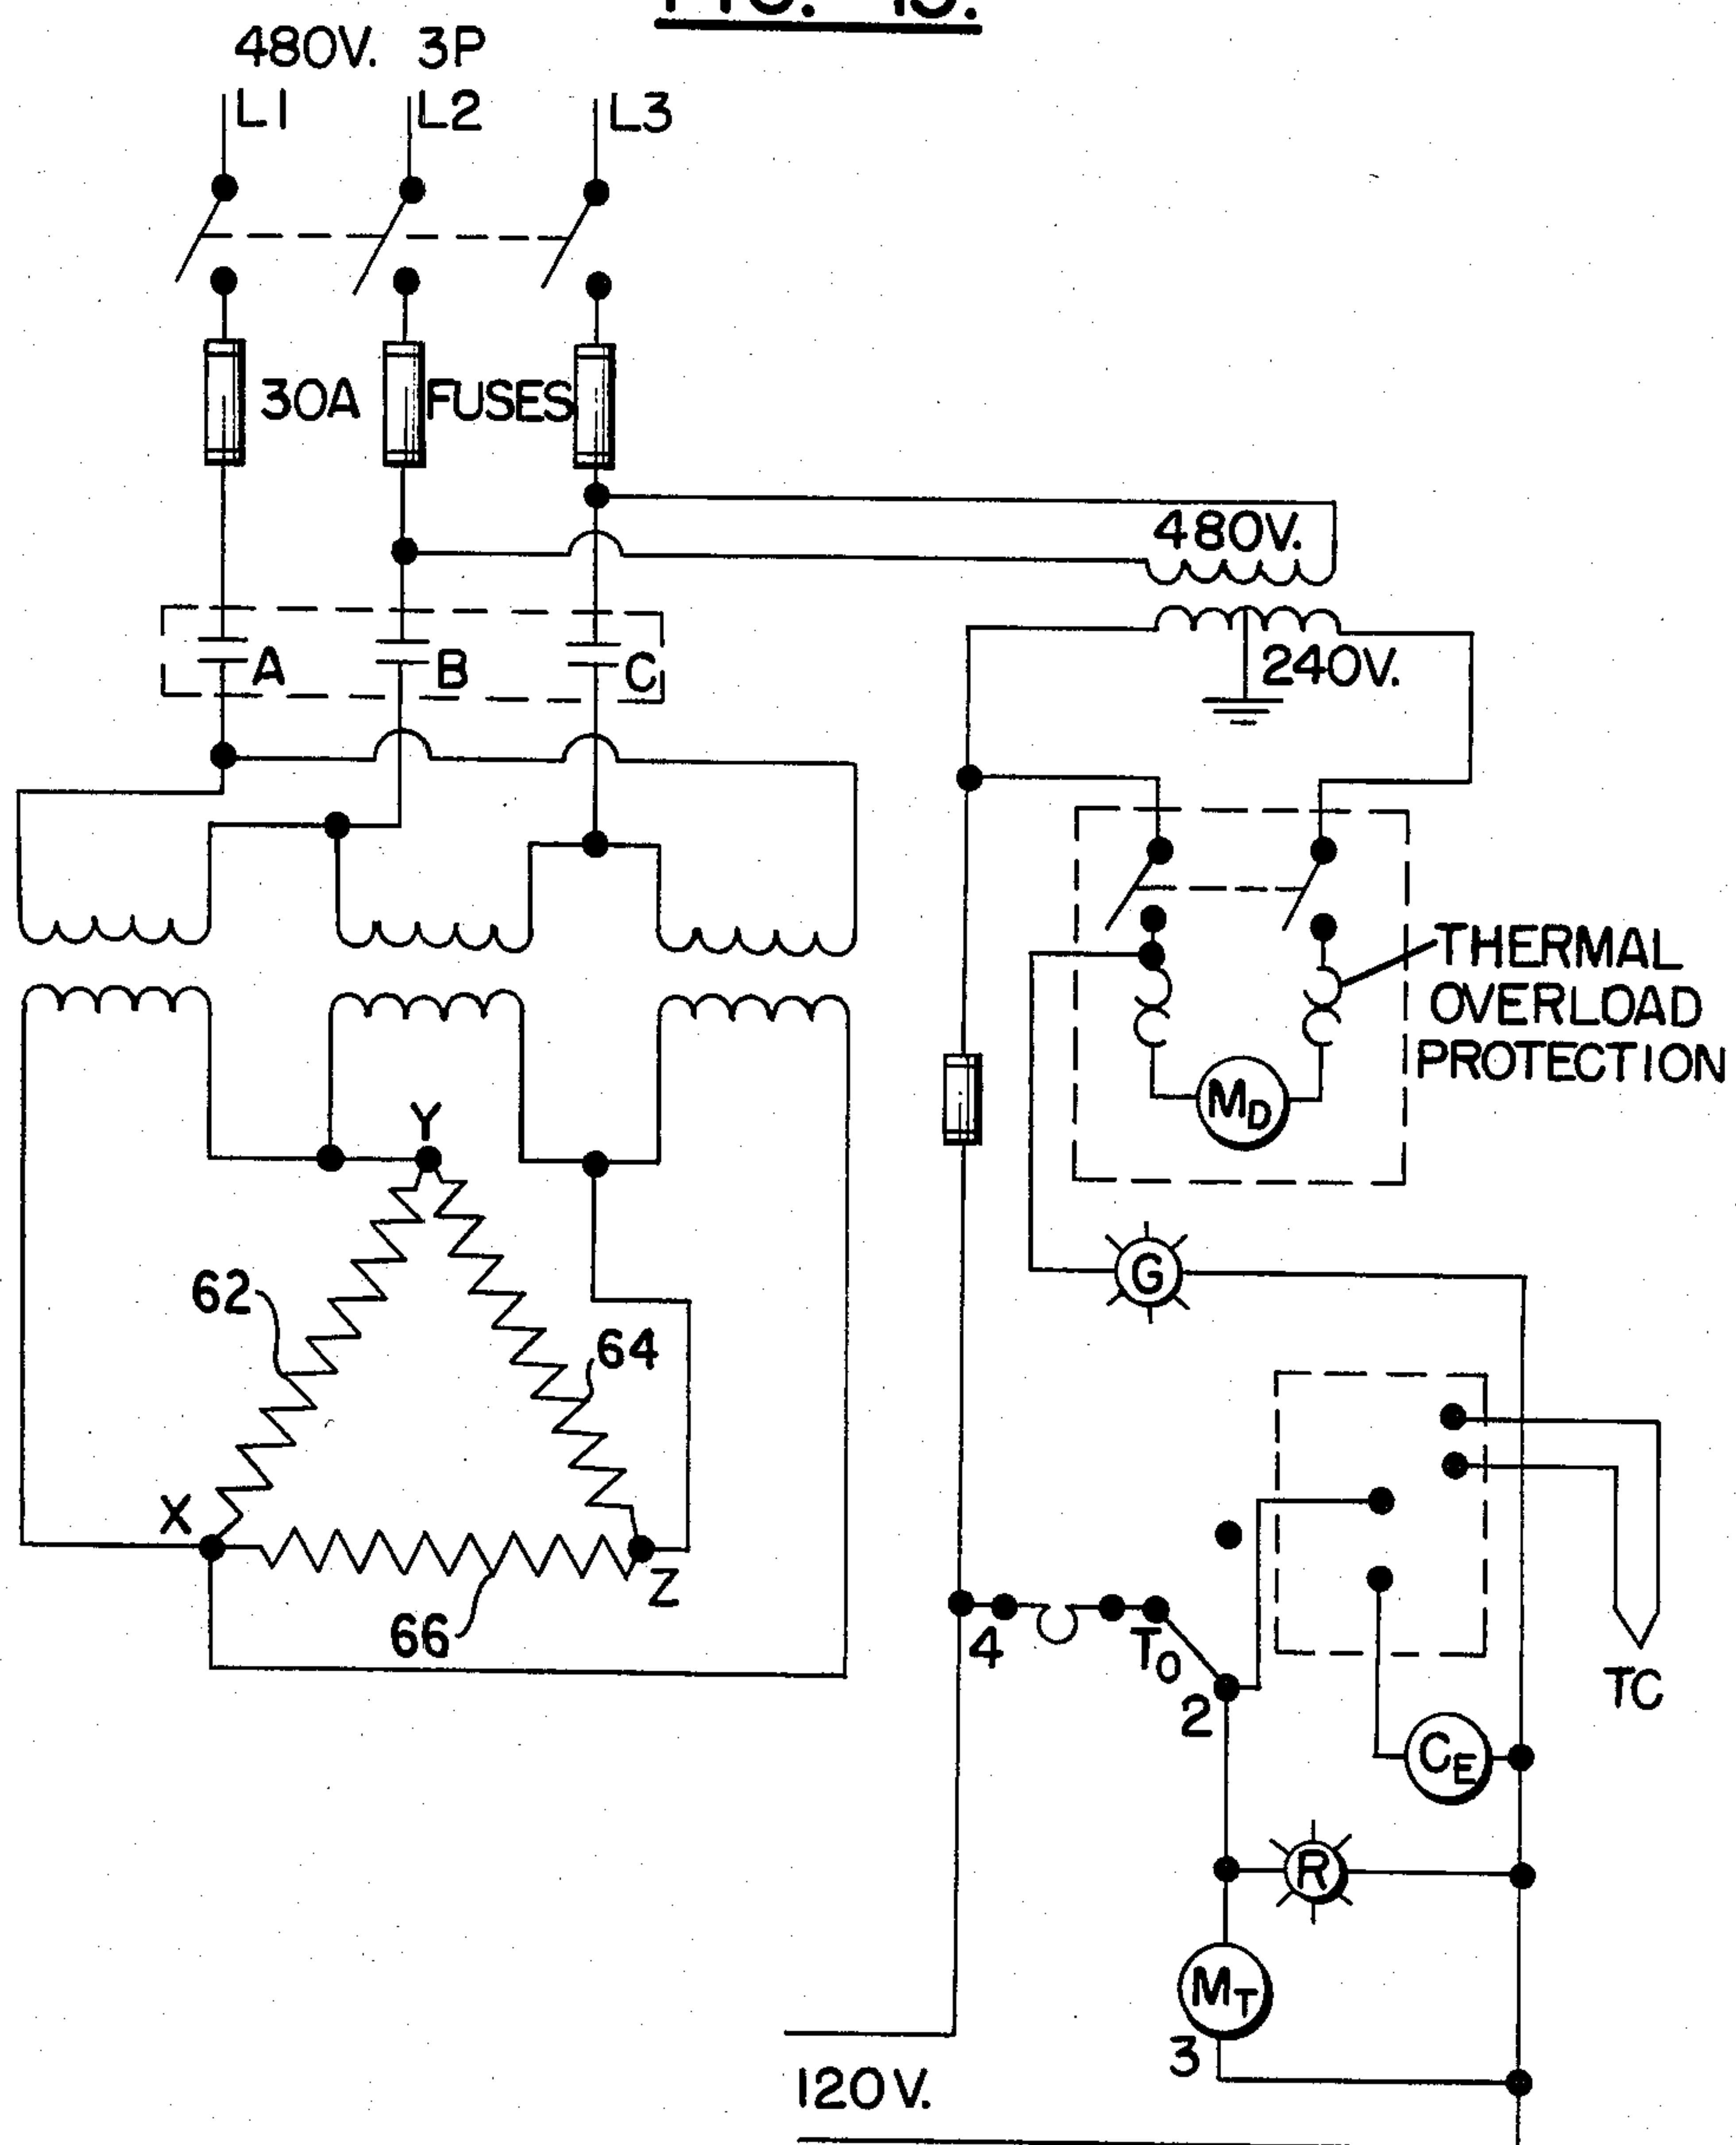 480V. 3P
L1 L2 L3
30A FUSES
480V.
240V.
A B C
THERMAL
OVERLOAD
PROTECTION
MD
Y
G
62
64
X
Z
66
4
TO
2
TC
CE
R
MT
3
120V.